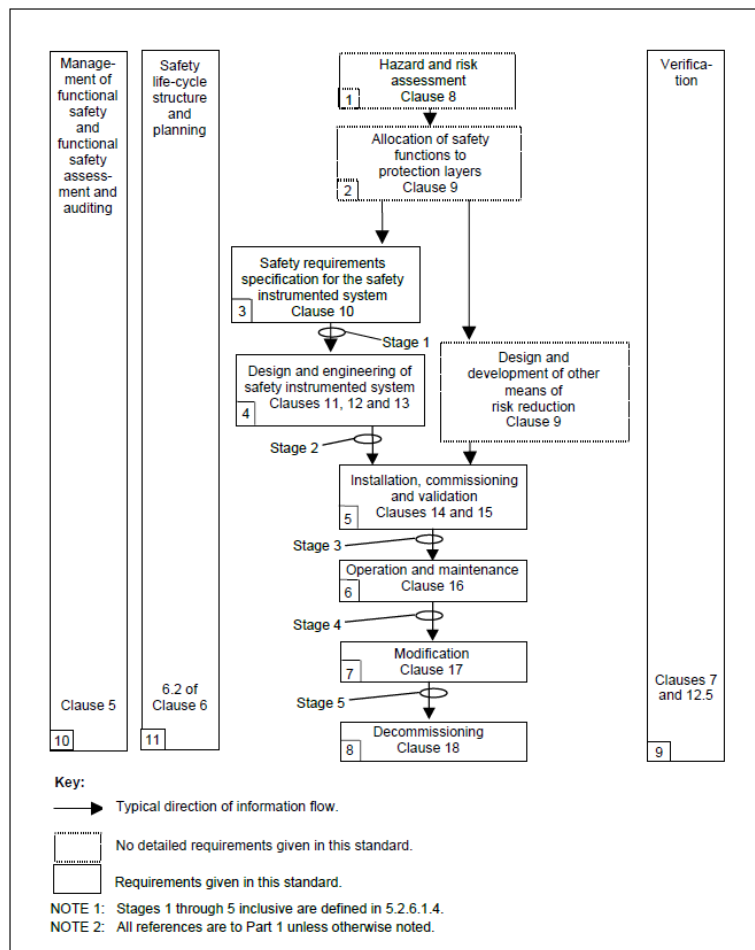 Manage-
ment of
functional
safety
and
functional
safety
assess-
ment and
auditing
Clause 5
10
Safety
life-cycle
structure
and
planning
6.2 of
Clause 6
11
Hazard and risk
assessment
Clause 8
1
Allocation of safety
functions to
protection layers
Clause 9
2
Safety requirements
specification for the safety
instrumented system
Clause 10
3
Stage 1
Design and engineering of
safety instrumented system
Clauses 11, 12 and 13
4
Design and
development of other
means of
risk reduction
Clause 9
Stage 2
Installation, commissioning
and validation
Clauses 14 and 15
5
Stage 3
Operation and maintenance
Clause 16
6
Stage 4
Modification
Clause 17
7
Stage 5
Decommissioning
Clause 18
8
Verifica-
tion
Clauses 7
and 12.5
9
Key:
Typical direction of information flow.
No detailed requirements given in this standard.
Requirements given in this standard.
NOTE 1: Stages 1 through 5 inclusive are defined in 5.2.6.1.4.
NOTE 2: All references are to Part 1 unless otherwise noted.